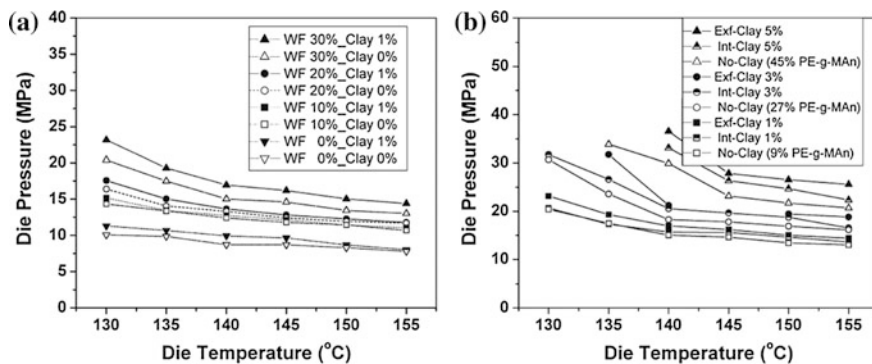 (a)
40
35
30
25
20
15
10
5
0
Die Pressure (MPa)
WF 30%_Clay 1%
WF 30%_Clay 0%
WF 20%_Clay 1%
WF 20%_Clay 0%
WF 10%_Clay 1%
WF 10%_Clay 0%
WF 0%_Clay 1%
WF 0%_Clay 0%
130 135 140 145 150 155
Die Temperature (°C)
(b)
60
50
40
30
20
10
0
Die Pressure (MPa)
Exf-Clay 5%
Int-Clay 5%
No-Clay (45% PE-g-MAn)
Exf-Clay 3%
Int-Clay 3%
No-Clay (27% PE-g-MAn)
Exf-Clay 1%
Int-Clay 1%
No-Clay (9% PE-g-MAn)
130 135 140 145 150 155
Die Temperature (°C)